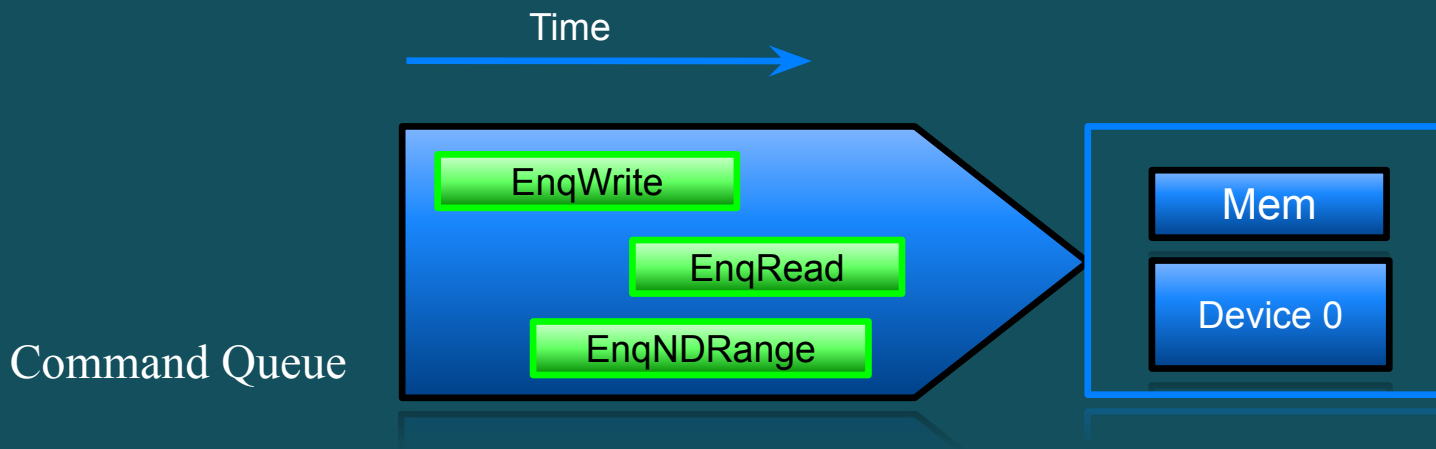 Time
EnqWrite
Mem
EnqRead
Device 0
EnqNDRange
Command Queue